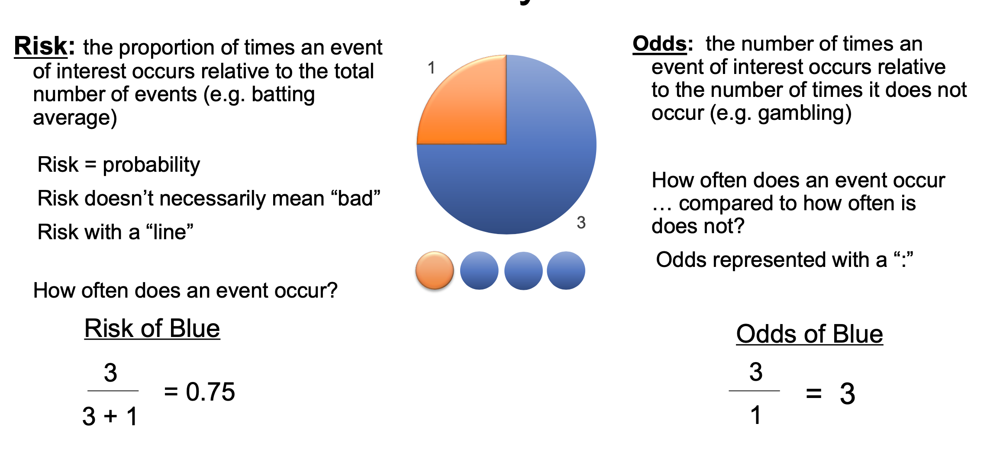 Risk: the proportion of times an event
of interest occurs relative to the total
number of events (e.g. batting
average)
Risk = probability
Risk doesn’t necessarily mean “bad”
Risk with a “line”
How often does an event occur?
Risk of Blue
3
3 + 1
= 0.75
1
3
Odds: the number of times an
event of interest occurs relative
to the number of times it does not
occur (e.g. gambling)
How often does an event occur
… compared to how often is
does not?
Odds represented with a “:”
Odds of Blue
3
1
= 3